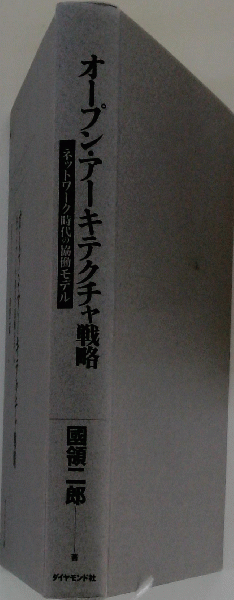 オープン・アーキテクチャ戦略
ネットワーク時代の協働モデル
國領二郎
著
ダイヤモンド社